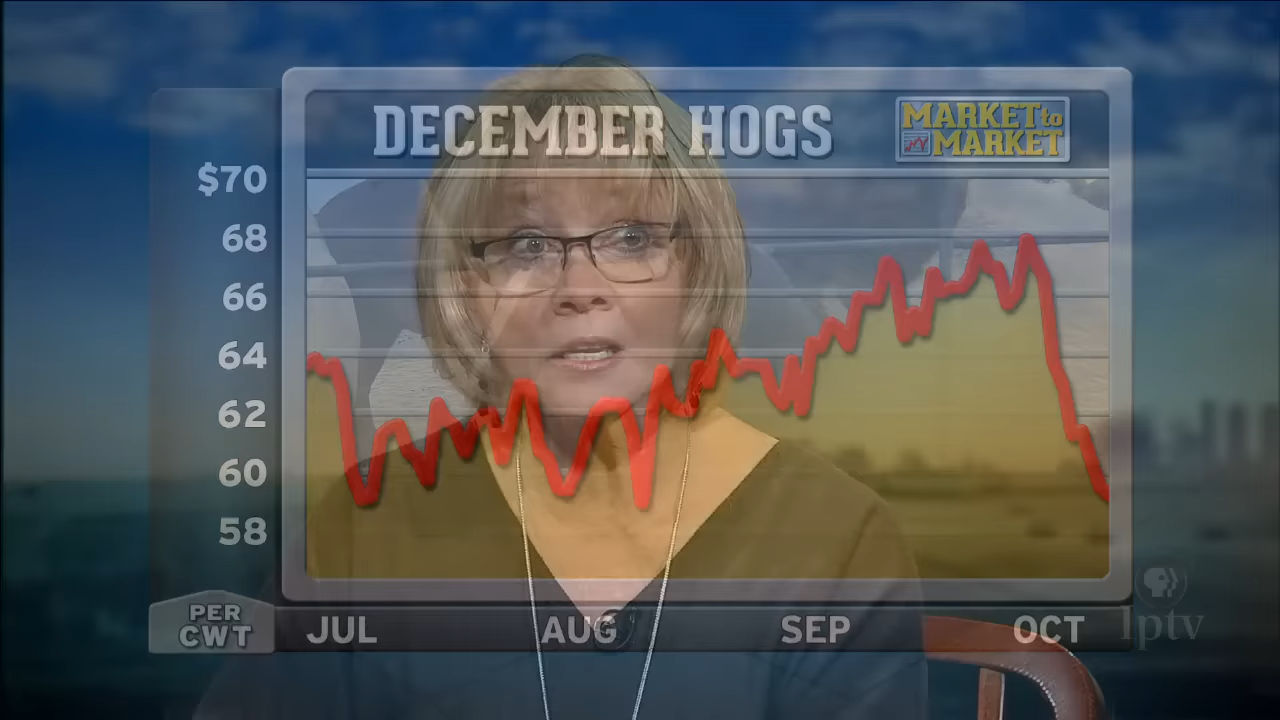 DECEMBER HOGS
MARKET to
MARKET
$70
68
66
64
62
60
58
PER
CWT
JUL AUG SEP OCT
Iptv